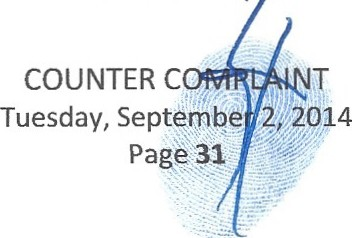 COUNTER COMPLAINT
Tuesday, September 2, 2014
Page 31